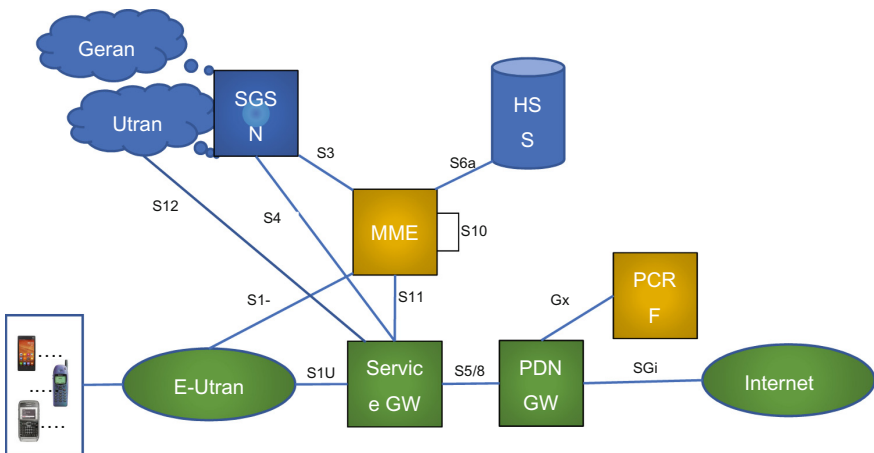 Geran
SGS
N
HS
S
Utran
S3
S6a
S12
S4
MME
S10
PCR
F
S1-
S11
Gx
Servic
e GW
PDN
GW
E-Utran
S1U
S5/8
SGi
Internet